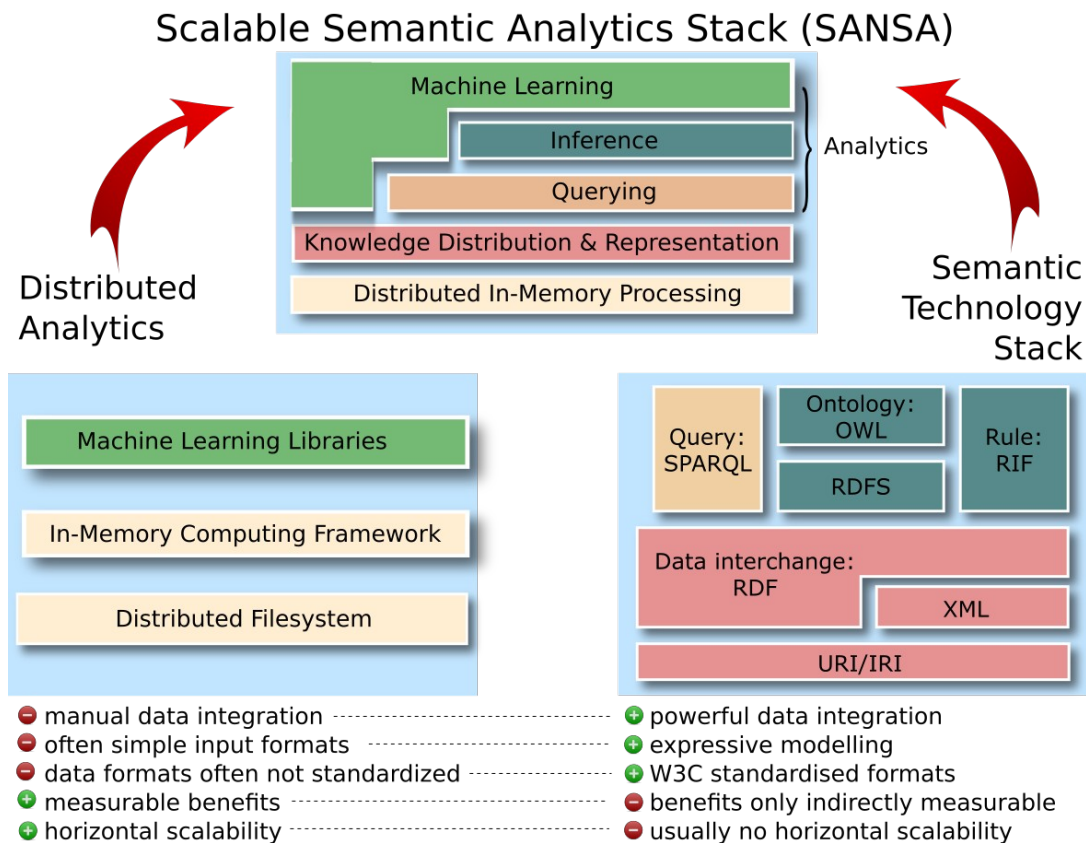 Scalable Semantic Analytics Stack (SANSA)
Machine Learning
Inference
Querying
Analytics
Knowledge Distribution & Representation
Distributed In-Memory Processing
Distributed
Analytics
Semantic
Technology
Stack
Machine Learning Libraries
In-Memory Computing Framework
Distributed Filesystem
Query:
SPARQL
Ontology:
OWL
RDFS
Rule:
RIF
Data interchange:
RDF
XML
URI/IRI
manual data integration
often simple input formats
data formats often not standardized
measurable benefits
horizontal scalability
powerful data integration
expressive modelling
W3C standardised formats
benefits only indirectly measurable
usually no horizontal scalability